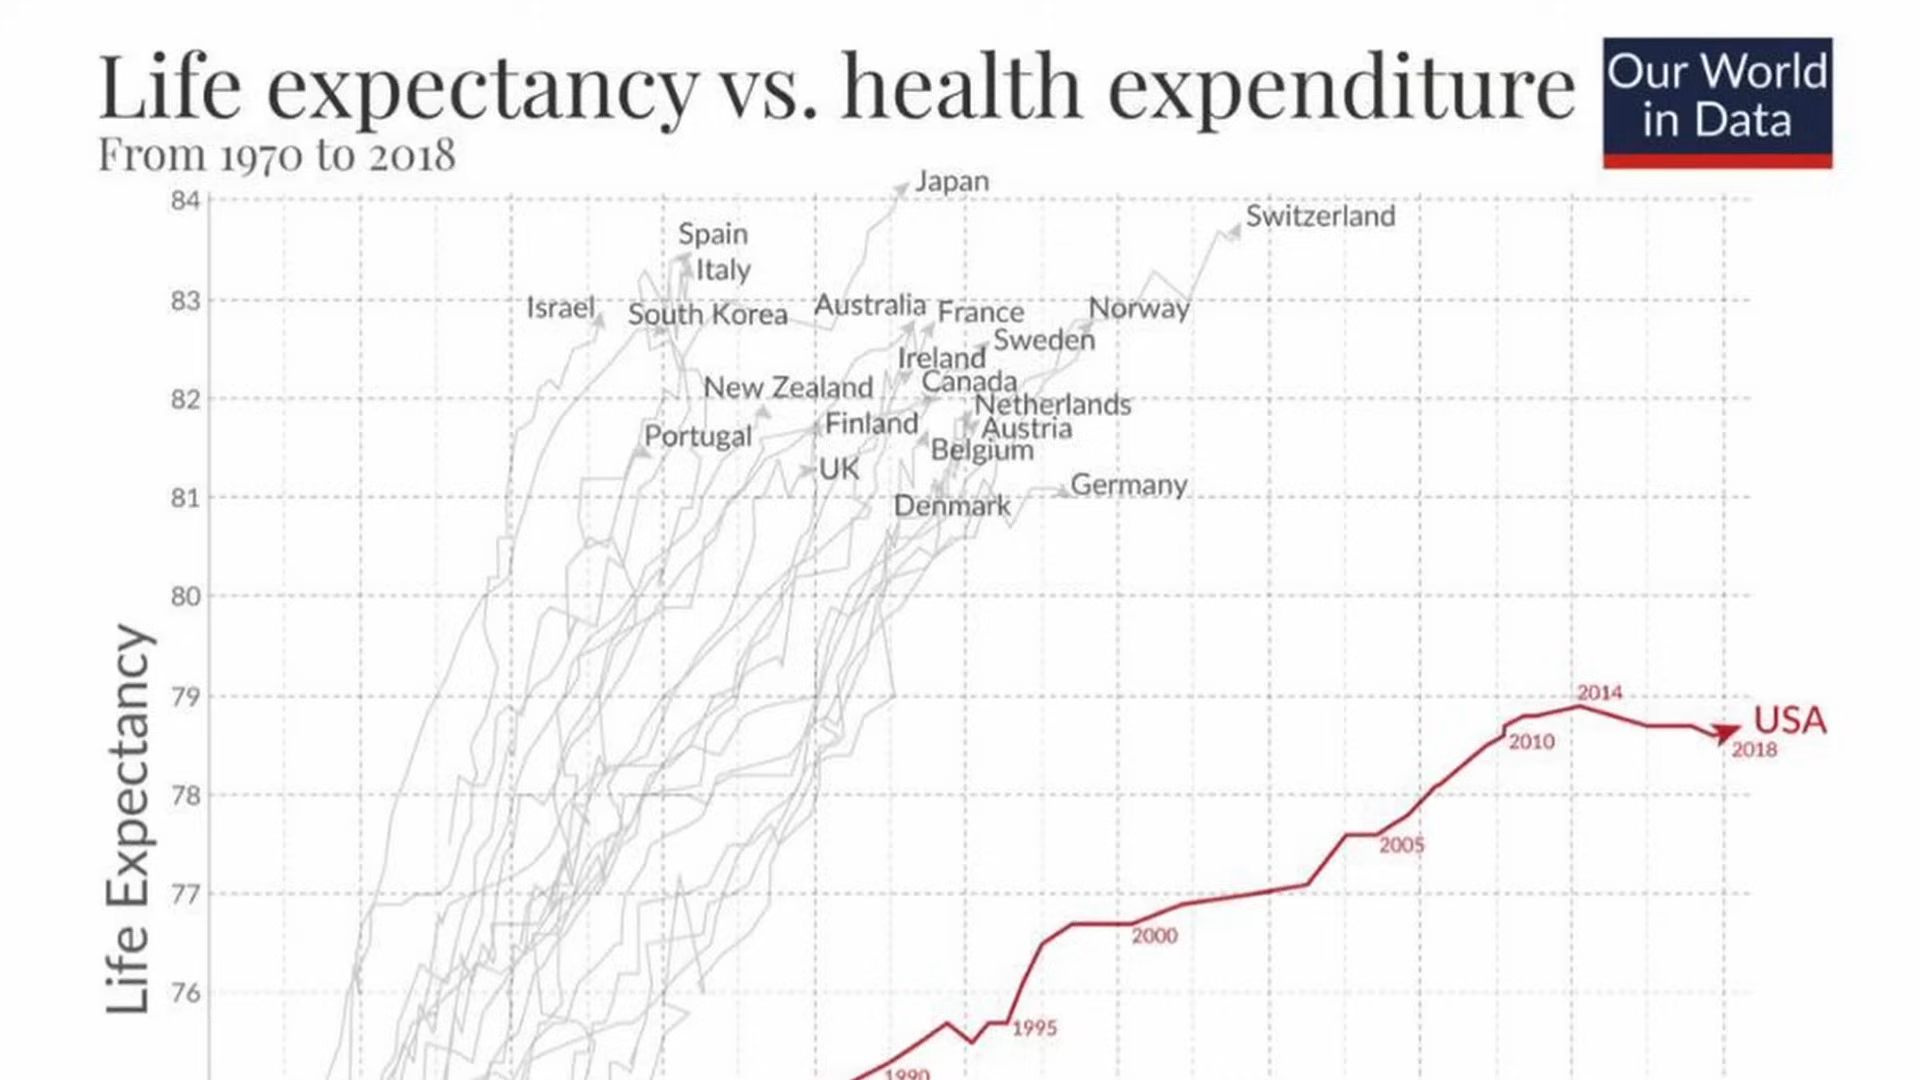 Life expectancy vs. health expenditure
From 1970 to 2018
Our World
in Data
84
Japan
Switzerland
Spain
Italy
83
Israel
South Korea
Australia
France
Norway
Sweden
Ireland
82
New Zealand
Canada
Netherlands
Finland
Austria
Portugal
Belgium
UK
81
Germany
Denmark
80
Life Expectancy
79
2014
USA
2010
2018
78
2005
77
2000
76
1995
1990